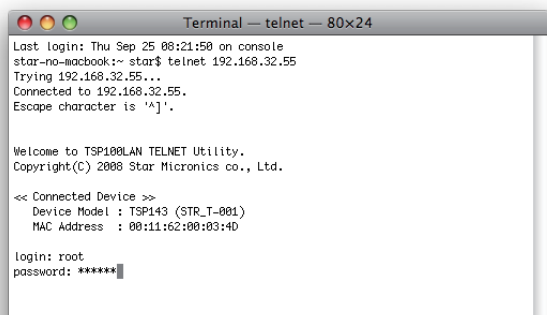 Terminal — telnet — 80×24
Last login: Thu Sep 25 08:21:50 on console
star-no-macbook:~ star$ telnet 192.168.32.55
Trying 192.168.32.55...
Connected to 192.168.32.55.
Escape character is '^]'.
Welcome to TSP100LAN TELNET Utility.
Copyright(C) 2008 Star Micronics co., Ltd.
<< Connected Device >>
Device Model : TSP143 (STR_T-001)
MAC Address : 00:11:62:00:03:4D
login: root
password: ******